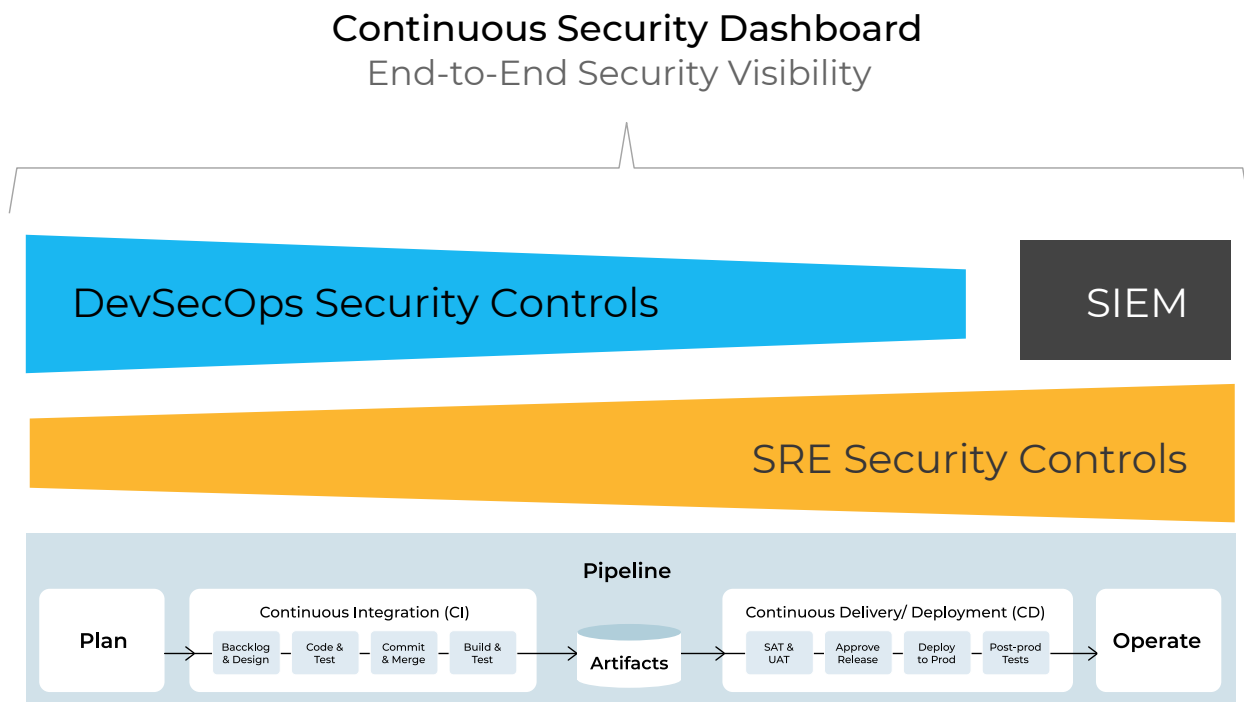 Continuous Security Dashboard
End-to-End Security Visibility
DevSecOps Security Controls
SIEM
SRE Security Controls
Pipeline
Plan
Continuous Integration (CI)
Baccklog
& Design
Code &
Test
Commit
& Merge
Build &
Test
Artifacts
Continuous Delivery/ Deployment (CD)
SAT &
UAT
Approve
Release
Deploy
to Prod
Post-prod
Tests
Operate